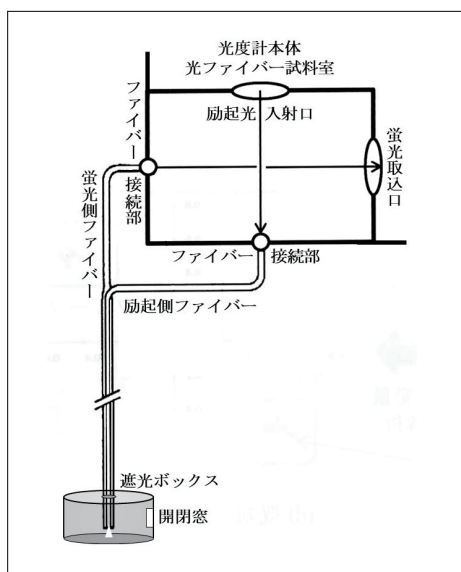 光度計本体
光ファイバー試料室
励起光 入射口
ファイバー
接続部
蛍光側ファイバー
蛍光取込口
ファイバー 接続部
励起側ファイバー
遮光ボックス
開閉窓